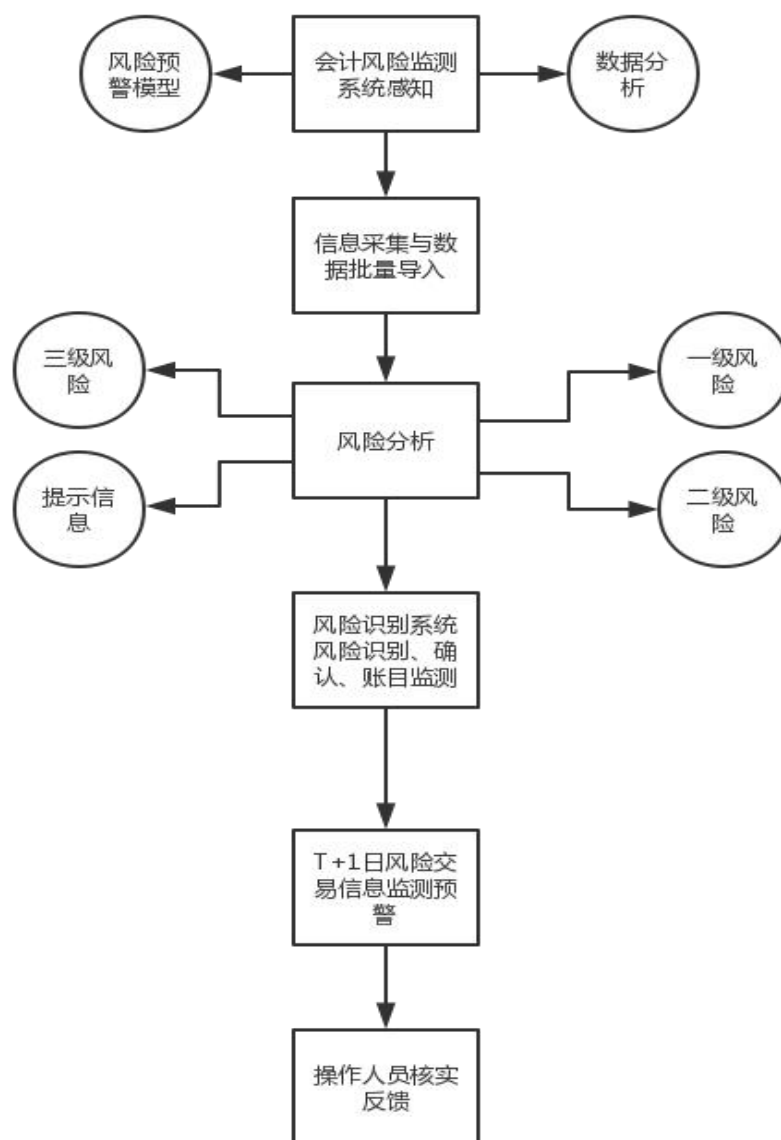 风险预
警模型
会计风险监测
系统感知
数据分
析
信息采集与数
据批量导入
三级风
险
一级风
险
风险分析
提示信
息
二级风
险
风险识别系统
风险识别、确
认、账目监测
T+1日风险交
易信息监测预
警
操作人员核实
反馈